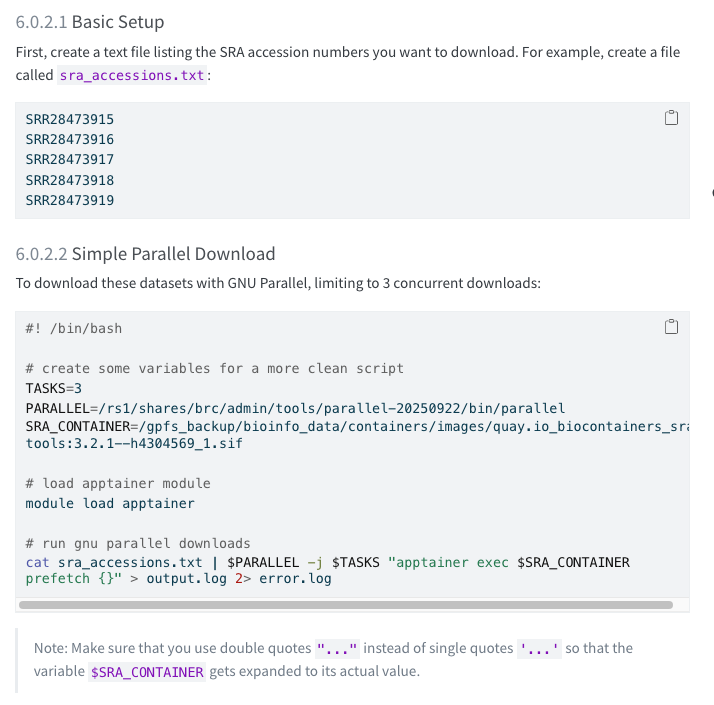 6.0.2.1 Basic Setup
First, create a text file listing the SRA accession numbers you want to download. For example, create a file
called sra_accessions.txt:
SRR28473915
SRR28473916
SRR28473917
SRR28473918
SRR28473919
6.0.2.2 Simple Parallel Download
To download these datasets with GNU Parallel, limiting to 3 concurrent downloads:
#! /bin/bash
# create some variables for a more clean script
TASKS=3
PARALLEL=/rs1/shares/brc/admin/tools/parallel-20250922/bin/parallel
SRA_CONTAINER=/gpfs_backup/bioinfo_data/containers/images/quay.io_biocontainers_sra
tools:3.2.1--h4304569_1.sif
# load apptainer module
module load apptainer
# run gnu parallel downloads
cat sra_accessions.txt | $PARALLEL -j $TASKS "apptainer exec $SRA_CONTAINER
prefetch {}" > output.log 2> error.log
Note: Make sure that you use double quotes "..." instead of single quotes '...' so that the
variable $SRA_CONTAINER gets expanded to its actual value.